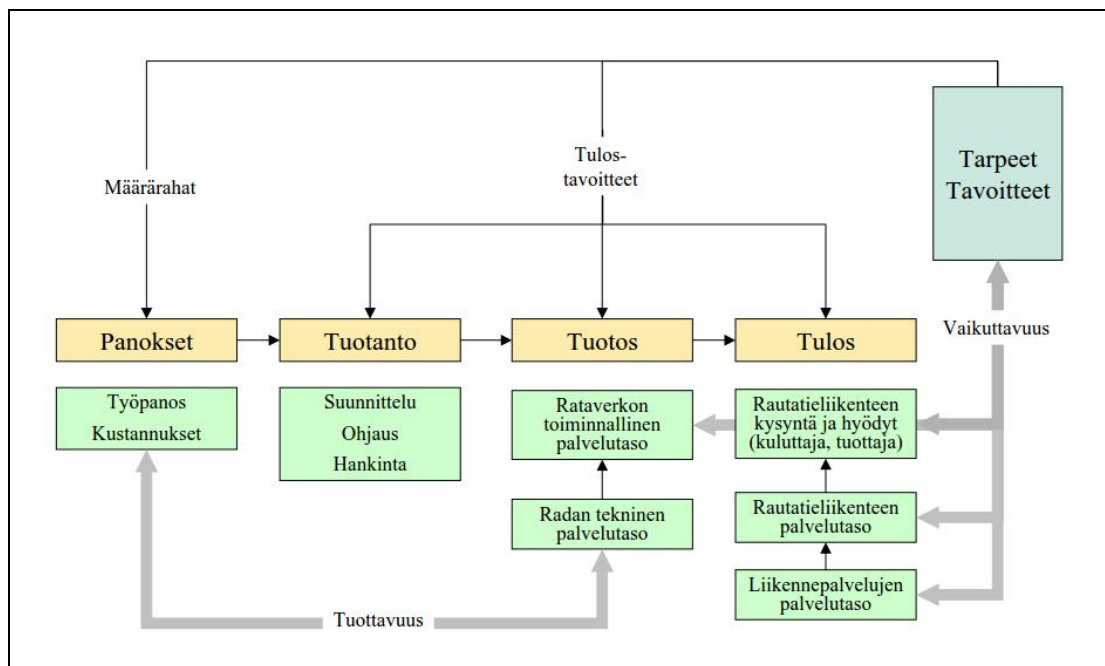 Tarpeet
Tavoitteet
Määrärahat
Tulos-
tavoitteet
Vaikuttavuus
Panokset
Tuotanto
Tuotos
Tulos
Työpanos
Kustannukset
Suunnittelu
Ohjaus
Hankinta
Rataverkon
toiminnallinen
palvelutaso
Rautatieliikenteen
kysyntä ja hyödyt
(kuluttaja, tuottaja)
Radan tekninen
palvelutaso
Rautatieliikenteen
palvelutaso
Liikennepalvelujen
palvelutaso
Tuottavuus